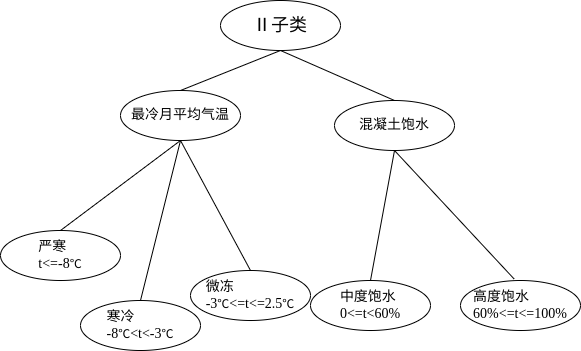 II 子类
最冷月平均气温
混凝土饱水
严寒
t<=-8℃
寒冷
-8℃<t<-3℃
微冻
-3℃<=t<=2.5℃
中度饱水
0<=t<60%
高度饱水
60%<=t<=100%